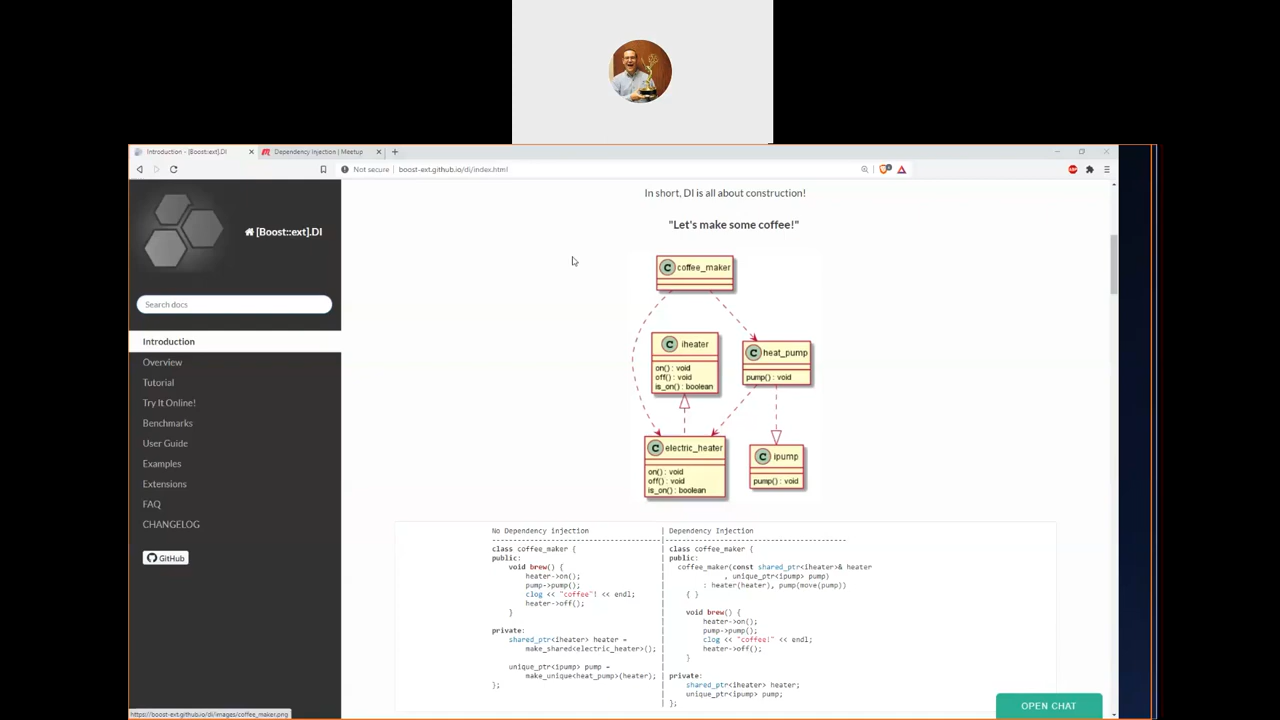 Introduction - [Boost::ext].DI
Dependency Injection | Meetup
Not secure
boost-ext.github.io/di/index.html
[Boost::ext].DI
Search docs
Introduction
Overview
Tutorial
Try It Online!
Benchmarks
User Guide
Examples
Extensions
FAQ
CHANGELOG
GitHub
In short, DI is all about construction!
"Let's make some coffee!"
C coffee_maker
C iheater
on() : void
off() : void
is_on() : boolean
C heat_pump
pump() : void
C electric_heater
on() : void
off() : void
is_on() : boolean
C ipump
pump() : void
No Dependency injection | Dependency Injection
-----------------------------------------|-----------------------------------------
class coffee_maker { | class coffee_maker {
public: | public:
void brew() { | coffee_maker(const shared_ptr<iheater>& heater
heater->on(); | , unique_ptr<ipump> pump)
pump->pump(); | : heater(heater), pump(move(pump))
clog << "coffee"! << endl; | { }
heater->off(); |
} | void brew() {
| heater->on();
private: | pump->pump();
shared_ptr<iheater> heater = | clog << "coffee!" << endl;
make_shared<electric_heater>(); | heater->off();
| }
unique_ptr<ipump> pump = |
make_unique<heat_pump>(heater); | private:
}; | shared_ptr<iheater> heater;
| unique_ptr<ipump> pump;
| };
OPEN CHAT
https://boost-ext.github.io/di/images/coffee_maker.png